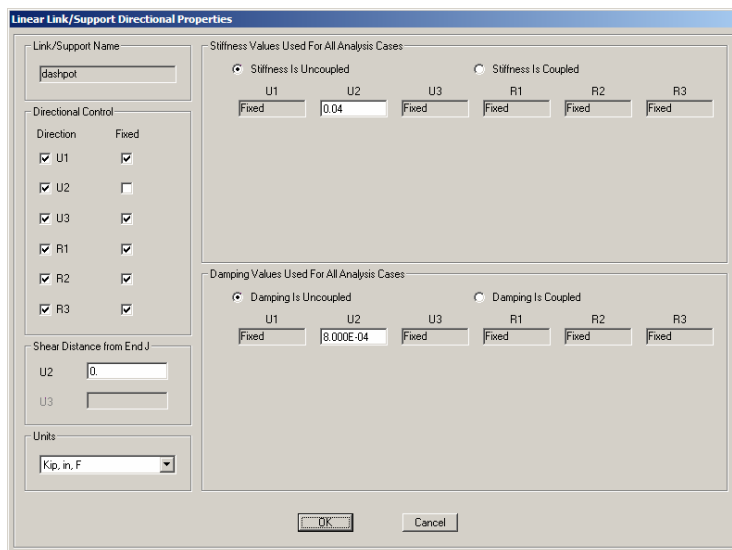 Linear Link/Support Directional Properties
Link/Support Name
dashpot
Directional Control
Direction Fixed
U1
U2
U3
R1
R2
R3
Shear Distance from End J
U2 0.
U3
Units
Kip, in, F
Stiffness Values Used For All Analysis Cases
Stiffness Is Uncoupled Stiffness Is Coupled
U1 U2 U3 R1 R2 R3
Fixed 0.04 Fixed Fixed Fixed Fixed
Damping Values Used For All Analysis Cases
Damping Is Uncoupled Damping Is Coupled
U1 U2 U3 R1 R2 R3
Fixed 8.000E-04 Fixed Fixed Fixed Fixed
OK Cancel